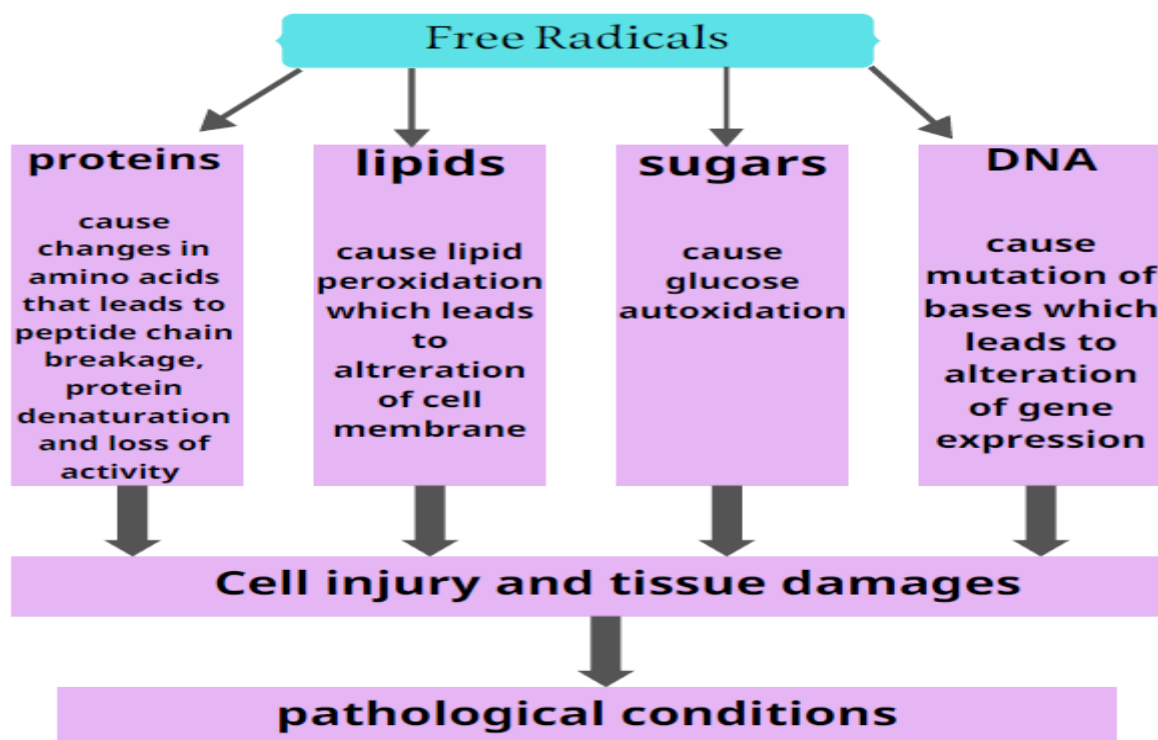 Free Radicals
proteins
cause
changes in
amino acids
that leads to
peptide chain
breakage,
protein
denaturation
and loss of
activity
lipids
cause lipid
peroxidation
which leads
to
altreration
of cell
membrane
sugars
cause
glucose
autoxidation
DNA
cause
mutation of
bases which
leads to
alteration
of gene
expression
Cell injury and tissue damages
pathological conditions